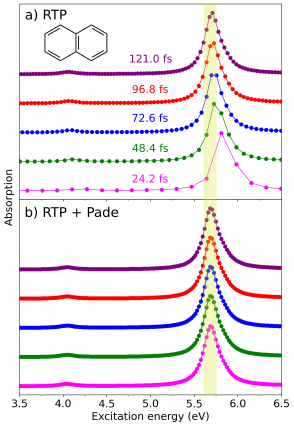 a) RTP
121.0 fs
96.8 fs
72.6 fs
48.4 fs
24.2 fs
Absorption
b) RTP + Pade
3.5 4.0 4.5 5.0 5.5 6.0 6.5
Excitation energy (eV)